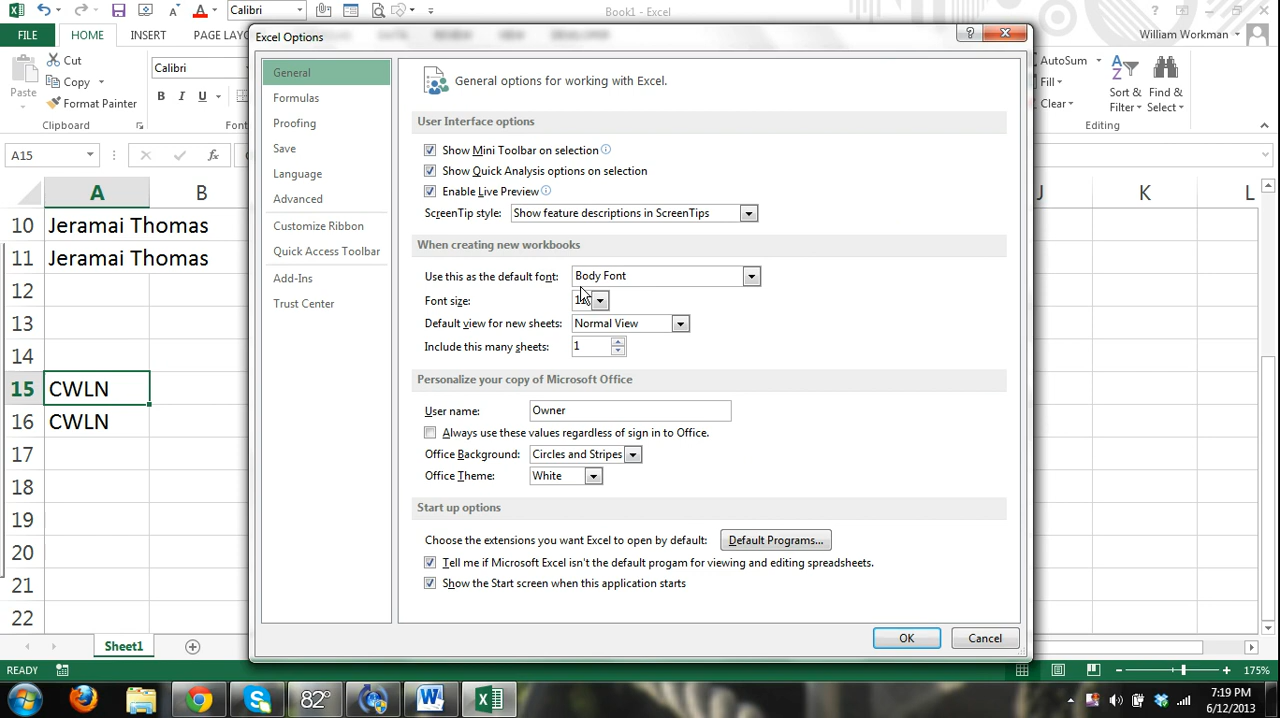 Calibri
Book1 - Excel
FILE HOME INSERT PAGE LAYO
William Workman
Cut
Copy
Format Painter
Paste
Clipboard
Calibri
B I U
Font
AutoSum
Fill
Clear
Sort & Filter
Find & Select
Editing
A15
fx
A B J K L
10 Jeramai Thomas
11 Jeramai Thomas
12
13
14
15 CWLN
16 CWLN
17
18
19
20
21
22
Sheet1
READY
175%
Excel Options
General
Formulas
Proofing
Save
Language
Advanced
Customize Ribbon
Quick Access Toolbar
Add-Ins
Trust Center
General options for working with Excel.
User Interface options
Show Mini Toolbar on selection
Show Quick Analysis options on selection
Enable Live Preview
ScreenTip style: Show feature descriptions in ScreenTips
When creating new workbooks
Use this as the default font: Body Font
Font size:
Default view for new sheets: Normal View
Include this many sheets: 1
Personalize your copy of Microsoft Office
User name: Owner
Always use these values regardless of sign in to Office.
Office Background: Circles and Stripes
Office Theme: White
Start up options
Choose the extensions you want Excel to open by default: Default Programs...
Tell me if Microsoft Excel isn't the default progam for viewing and editing spreadsheets.
Show the Start screen when this application starts
OK Cancel
82°
7:19 PM
6/12/2013